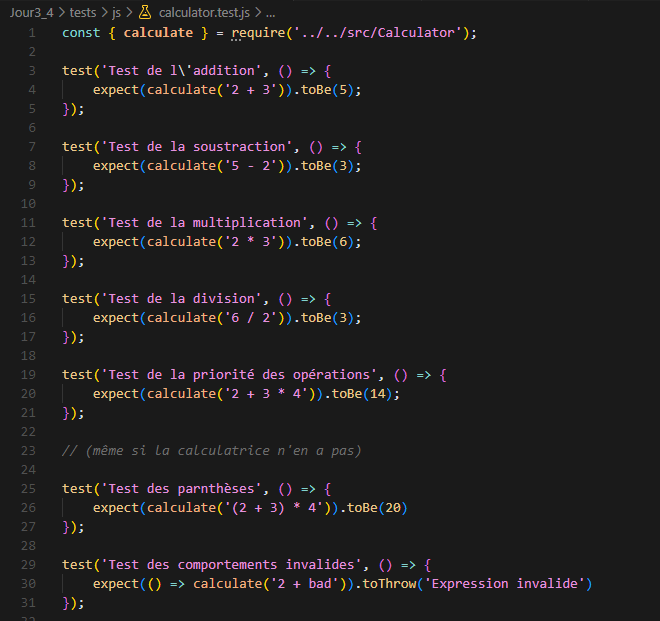 Jour3_4 > tests > js > calculator.test.js > ...
1 const { calculate } = require('../../src/Calculator');
2
3 test('Test de l\'addition', () => {
4 expect(calculate('2 + 3')).toBe(5);
5 });
6
7 test('Test de la soustraction', () => {
8 expect(calculate('5 - 2')).toBe(3);
9 });
10
11 test('Test de la multiplication', () => {
12 expect(calculate('2 * 3')).toBe(6);
13 });
14
15 test('Test de la division', () => {
16 expect(calculate('6 / 2')).toBe(3);
17 });
18
19 test('Test de la priorité des opérations', () => {
20 expect(calculate('2 + 3 * 4')).toBe(14);
21 });
22
23 // (même si la calculatrice n'en a pas)
24
25 test('Test des parnthèses', () => {
26 expect(calculate('(2 + 3) * 4')).toBe(20)
27 });
28
29 test('Test des comportements invalides', () => {
30 expect(() => calculate('2 + bad')).toThrow('Expression invalide')
31 });